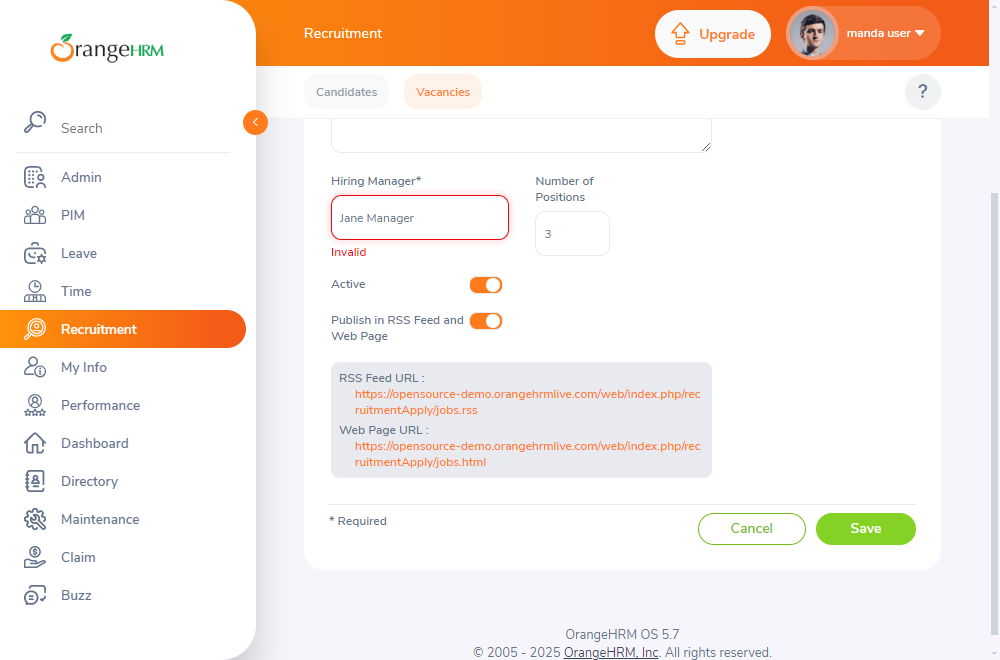 OrangeHRM
Recruitment
Upgrade
manda user
Candidates
Vacancies
?
Search
Admin
PIM
Leave
Time
Recruitment
My Info
Performance
Dashboard
Directory
Maintenance
Claim
Buzz
Hiring Manager*
Jane Manager
Invalid
Number of
Positions
3
Active
Publish in RSS Feed and
Web Page
RSS Feed URL :
https://opensource-demo.orangehrmlive.com/web/index.php/rec
ruitmentApply/jobs.rss
Web Page URL :
https://opensource-demo.orangehrmlive.com/web/index.php/rec
ruitmentApply/jobs.html
* Required
Cancel
Save
OrangeHRM OS 5.7
© 2005 - 2025 OrangeHRM, Inc. All rights reserved.